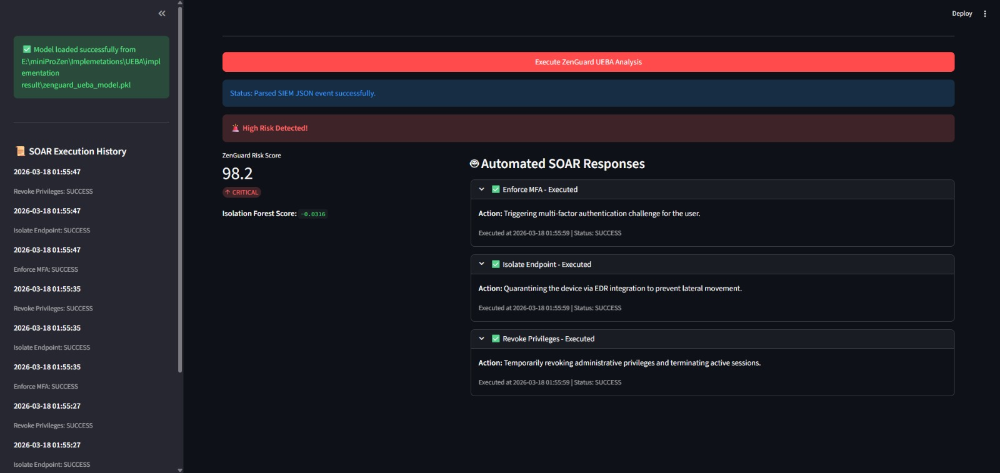 Model loaded successfully from
E:\miniProZen\Implemetations\UEBA\impl
ementation
result\zenguard_ueba_model.pkl
SOAR Execution History
2026-03-18 01:55:47
Revoke Privileges: SUCCESS
2026-03-18 01:55:47
Isolate Endpoint: SUCCESS
2026-03-18 01:55:47
Enforce MFA: SUCCESS
2026-03-18 01:55:35
Revoke Privileges: SUCCESS
2026-03-18 01:55:35
Isolate Endpoint: SUCCESS
2026-03-18 01:55:35
Enforce MFA: SUCCESS
2026-03-18 01:55:27
Revoke Privileges: SUCCESS
2026-03-18 01:55:27
Isolate Endpoint: SUCCESS
Deploy
Execute ZenGuard UEBA Analysis
Status: Parsed SIEM JSON event successfully.
High Risk Detected!
ZenGuard Risk Score
98.2
↑ CRITICAL
Isolation Forest Score: -0.0316
Automated SOAR Responses
Enforce MFA - Executed
Action: Triggering multi-factor authentication challenge for the user.
Executed at 2026-03-18 01:55:59 | Status: SUCCESS
Isolate Endpoint - Executed
Action: Quarantining the device via EDR integration to prevent lateral movement.
Executed at 2026-03-18 01:55:59 | Status: SUCCESS
Revoke Privileges - Executed
Action: Temporarily revoking administrative privileges and terminating active sessions.
Executed at 2026-03-18 01:55:59 | Status: SUCCESS